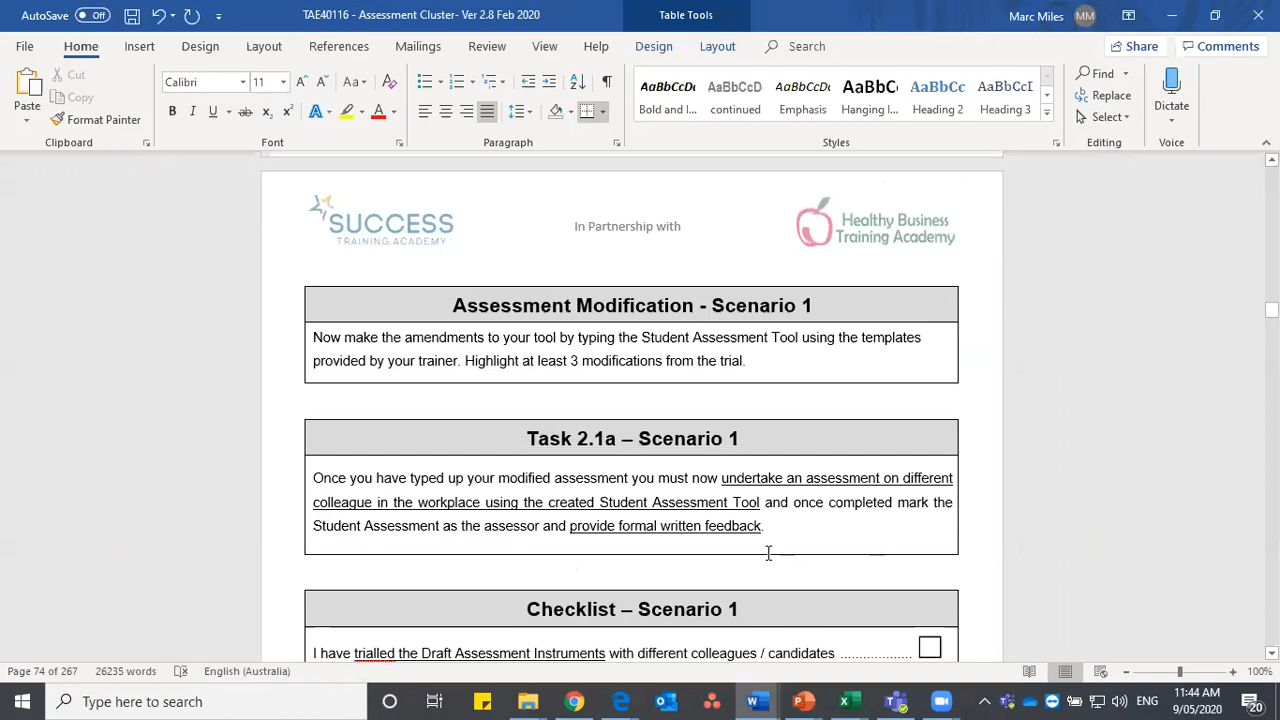 AutoSave Off TAE40116 - Assessment Cluster- Ver 2.8 Feb 2020 Table Tools Marc Miles MM
File Home Insert Design Layout References Mailings Review View Help Design Layout Search Share Comments
Paste Cut Copy Format Painter
Calibri 11 Aa
B I U ab x₂ x² A A
AaBbCcDc AaBbCcDc AaBbCcDc AaBbC AaBbCc AaBbCcI
Bold and I... continued Emphasis Hanging I... Heading 2 Heading 3
Find Replace Select Dictate
Clipboard Font Paragraph Styles Editing Voice
SUCCESS
TRAINING ACADEMY
In Partnership with
Healthy Business
Training Academy
Assessment Modification - Scenario 1
Now make the amendments to your tool by typing the Student Assessment Tool using the templates
provided by your trainer. Highlight at least 3 modifications from the trial.
Task 2.1a – Scenario 1
Once you have typed up your modified assessment you must now undertake an assessment on different
colleague in the workplace using the created Student Assessment Tool and once completed mark the
Student Assessment as the assessor and provide formal written feedback.
Checklist – Scenario 1
I have trialled the Draft Assessment Instruments with different colleagues / candidates ..................
Page 74 of 267 26235 words English (Australia) 100%
Type here to search ENG 11:44 AM
9/05/2020 20